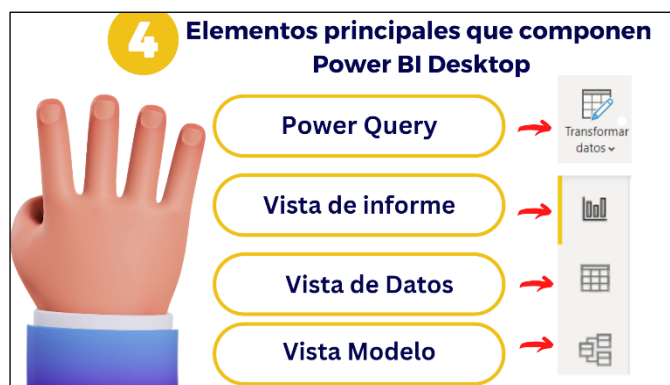 4
Elementos principales que componen
Power BI Desktop
Power Query
Transformar
datos
Vista de informe
Vista de Datos
Vista Modelo